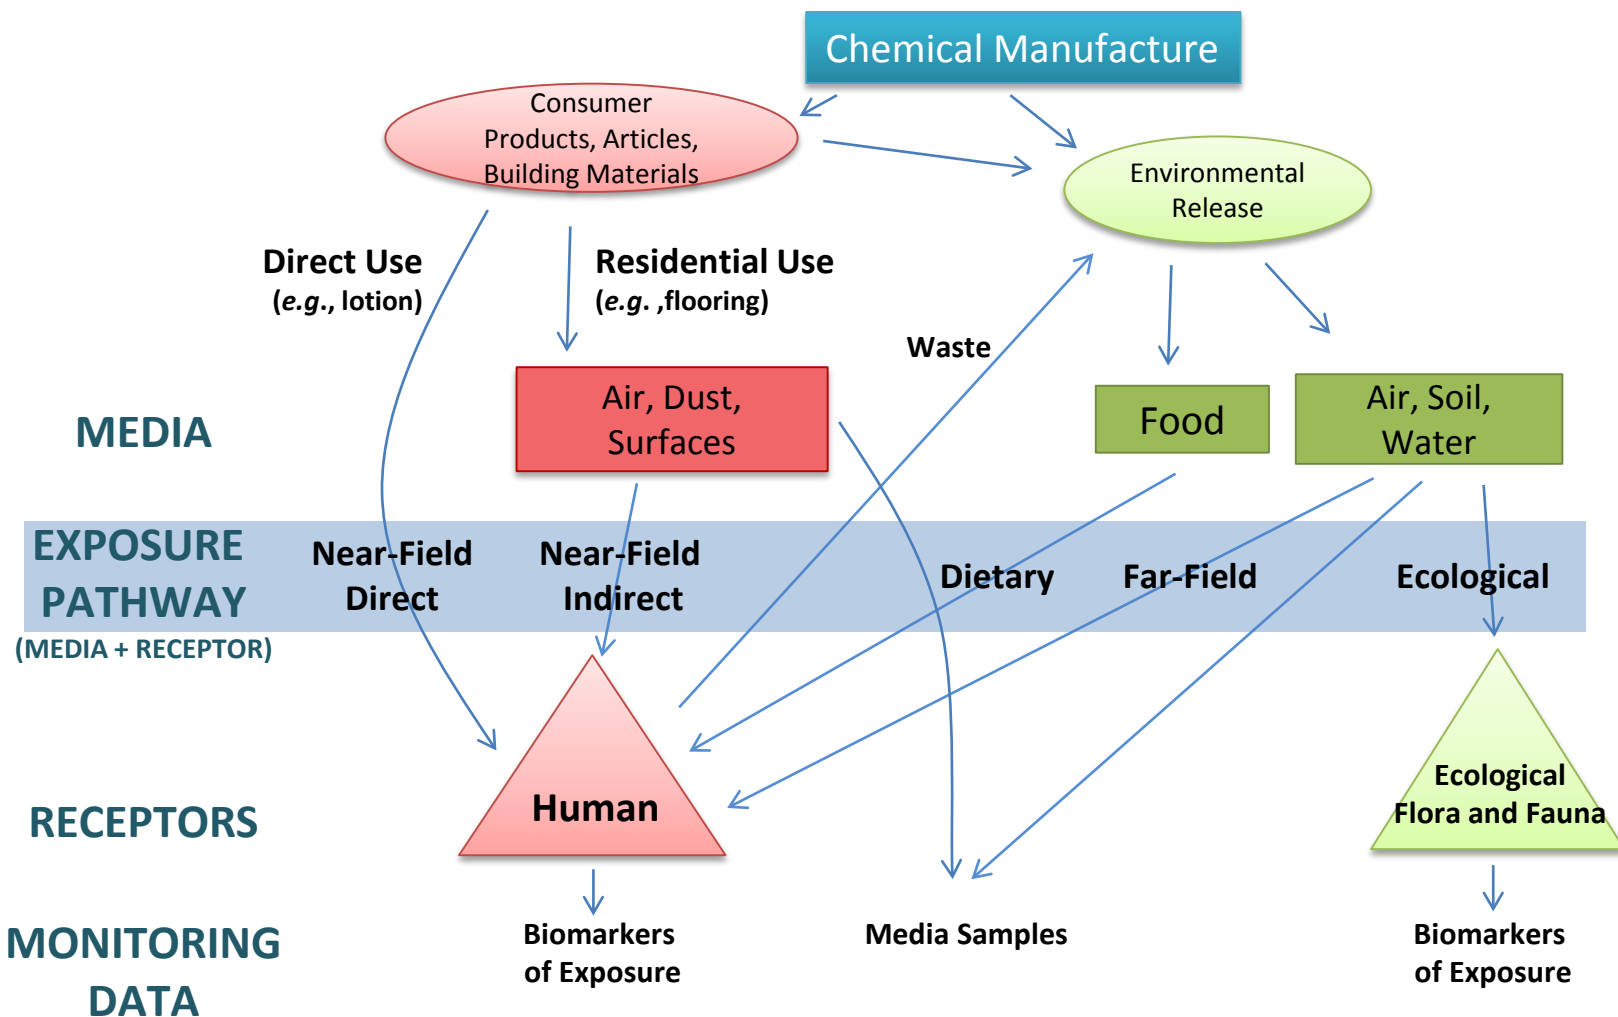 Chemical Manufacture
Consumer
Products, Articles,
Building Materials
Environmental
Release
Direct Use
(e.g., lotion)
Residential Use
(e.g. ,flooring)
Waste
MEDIA
Air, Dust,
Surfaces
Food
Air, Soil,
Water
EXPOSURE
PATHWAY
(MEDIA + RECEPTOR)
Near-Field
Direct
Near-Field
Indirect
Dietary
Far-Field
Ecological
RECEPTORS
Human
Ecological
Flora and Fauna
MONITORING
DATA
Biomarkers
of Exposure
Media Samples
Biomarkers
of Exposure